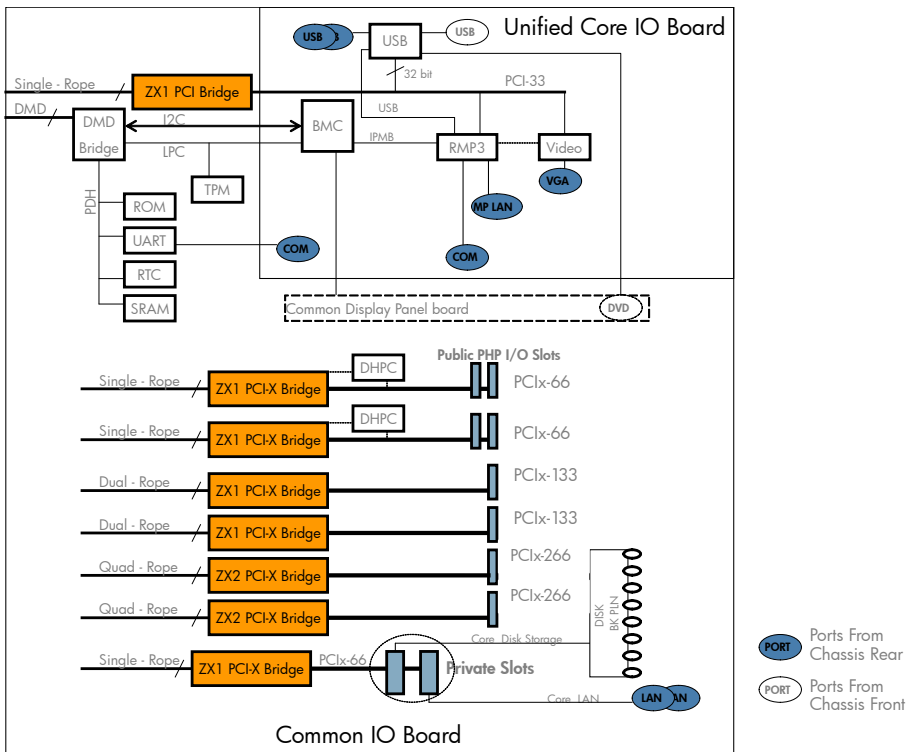 Unified Core IO Board
USB
B
USB
USB
32 bit
Single - Rope
ZX1 PCI Bridge
PCI-33
DMD
DMD
Bridge
I2C
LPC
BMC
USB
IPMB
RMP3
Video
VGA
TPM
PDH
ROM
UART
RTC
SRAM
COM
MP LAN
COM
Common Display Panel board
DVD
Public PHP I/O Slots
DHPC
Single - Rope
ZX1 PCI-X Bridge
PCIx-66
DHPC
Single - Rope
ZX1 PCI-X Bridge
PCIx-66
Dual - Rope
ZX1 PCI-X Bridge
PCIx-133
Dual - Rope
ZX1 PCI-X Bridge
PCIx-133
Quad - Rope
ZX2 PCI-X Bridge
PCIx-266
Quad - Rope
ZX2 PCI-X Bridge
PCIx-266
DISK
BK PLN
Core Disk Storage
Single - Rope
ZX1 PCI-X Bridge
PCIx-66
Private Slots
Core LAN
LAN
AN
Common IO Board
PORT
Ports From
Chassis Rear
PORT
Ports From
Chassis Front